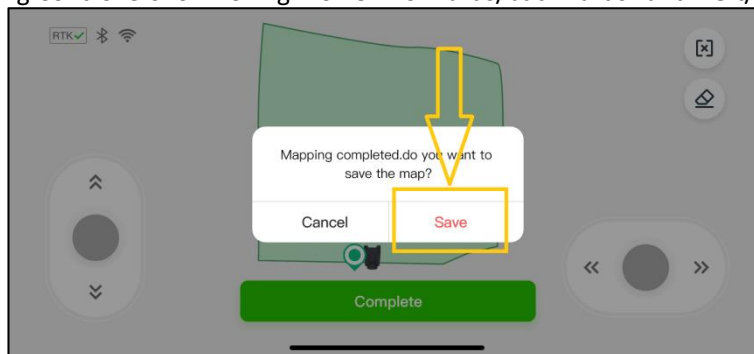 RTK
Mapping completed.do you want to
save the map?
Cancel
Save
Complete